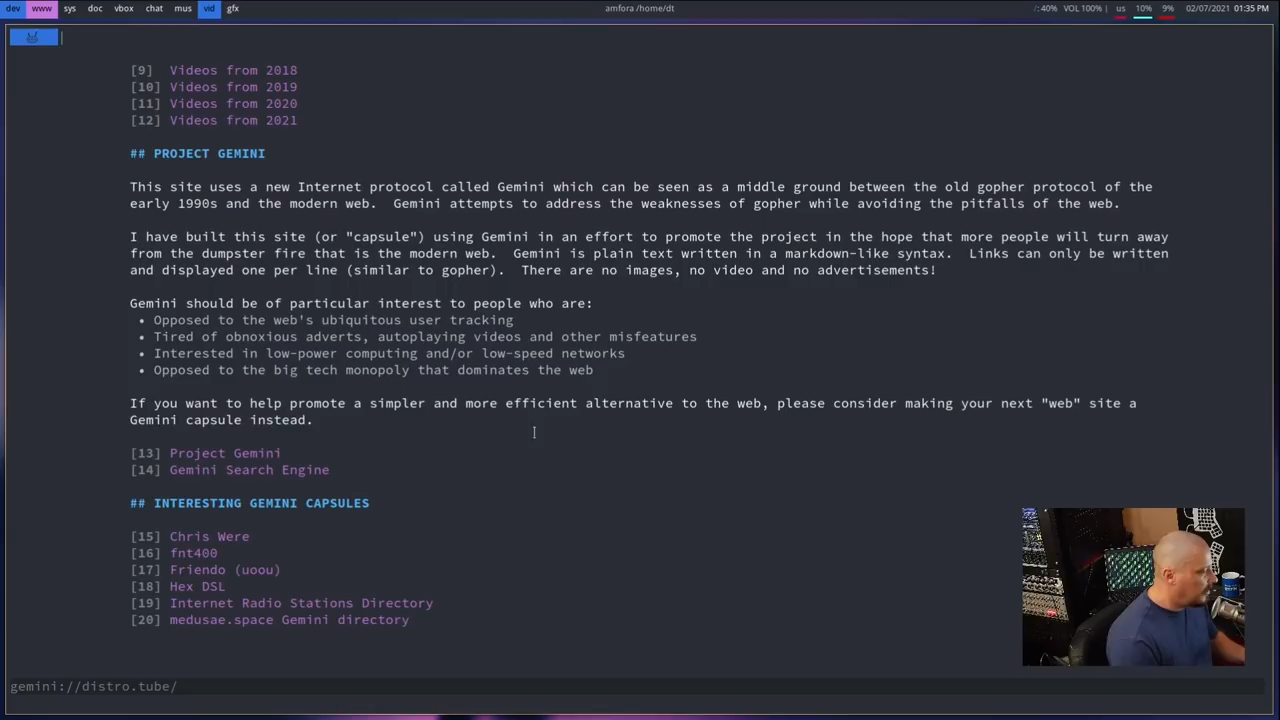 dev www sys doc vbox chat mus vid gfx amfora /home/dt /: 40% VOL 100% | us 10% 9% 02/07/2021 01:35 PM
[9] Videos from 2018
[10] Videos from 2019
[11] Videos from 2020
[12] Videos from 2021
## PROJECT GEMINI
This site uses a new Internet protocol called Gemini which can be seen as a middle ground between the old gopher protocol of the
early 1990s and the modern web. Gemini attempts to address the weaknesses of gopher while avoiding the pitfalls of the web.
I have built this site (or "capsule") using Gemini in an effort to promote the project in the hope that more people will turn away
from the dumpster fire that is the modern web. Gemini is plain text written in a markdown-like syntax. Links can only be written
and displayed one per line (similar to gopher). There are no images, no video and no advertisements!
Gemini should be of particular interest to people who are:
• Opposed to the web's ubiquitous user tracking
• Tired of obnoxious adverts, autoplaying videos and other misfeatures
• Interested in low-power computing and/or low-speed networks
• Opposed to the big tech monopoly that dominates the web
If you want to help promote a simpler and more efficient alternative to the web, please consider making your next "web" site a
Gemini capsule instead.
[13] Project Gemini
[14] Gemini Search Engine
## INTERESTING GEMINI CAPSULES
[15] Chris Were
[16] fnt400
[17] Friendo (uoou)
[18] Hex DSL
[19] Internet Radio Stations Directory
[20] medusae.space Gemini directory
gemini://distro.tube/